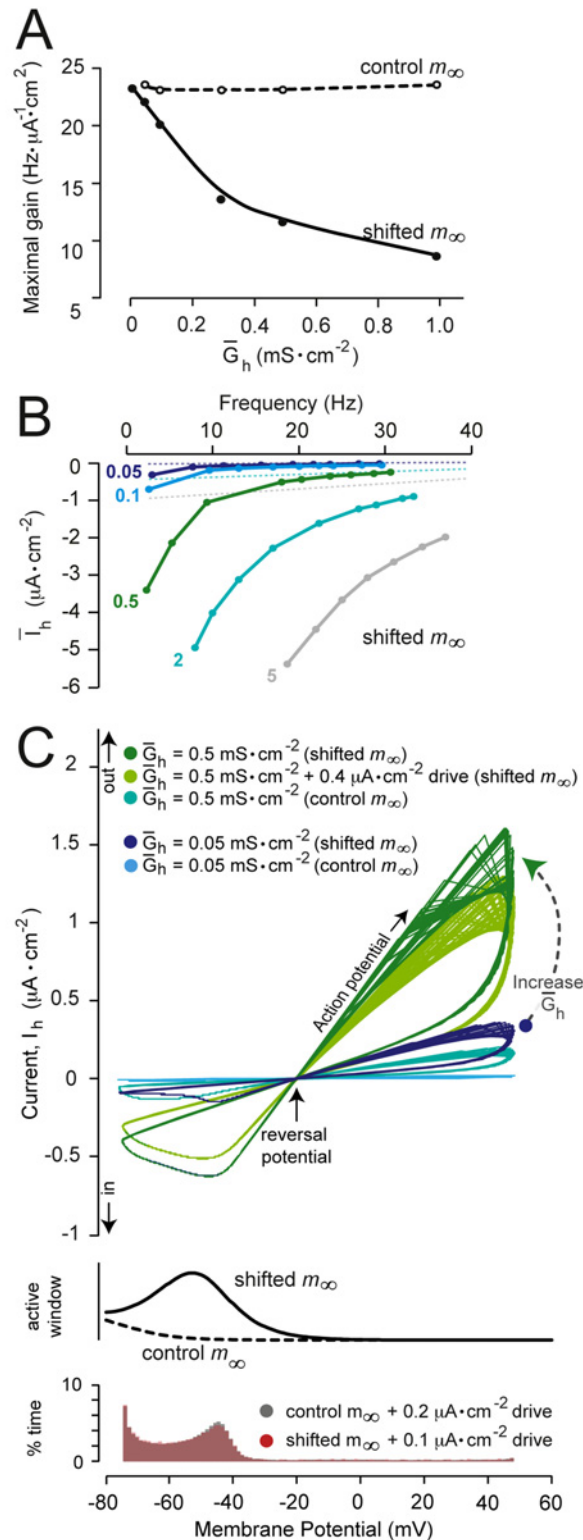 A
25
20
15
10
5
Maximal gain (Hz·μA⁻¹·cm²)
control m∞
shifted m∞
0 0.2 0.4 0.6 0.8 1.0
G̅h (mS·cm⁻²)
B
Frequency (Hz)
0 10 20 30 40
0
-1
-2
-3
-4
-5
-6
I̅h (μA·cm⁻²)
0.05
0.1
0.5
2
5
shifted m∞
C
out
in
2
1.5
1
0.5
0
-0.5
-1
Current, Ih (μA·cm⁻²)
G̅h = 0.5 mS·cm⁻² (shifted m∞)
G̅h = 0.5 mS·cm⁻² + 0.4 μA·cm⁻² drive (shifted m∞)
G̅h = 0.5 mS·cm⁻² (control m∞)
G̅h = 0.05 mS·cm⁻² (shifted m∞)
G̅h = 0.05 mS·cm⁻² (control m∞)
Action potential
Increase
G̅h
reversal
potential
active
window
shifted m∞
control m∞
% time
10
0
control m∞ + 0.2 μA·cm⁻² drive
shifted m∞ + 0.1 μA·cm⁻² drive
-80 -60 -40 -20 0 20 40 60
Membrane Potential (mV)